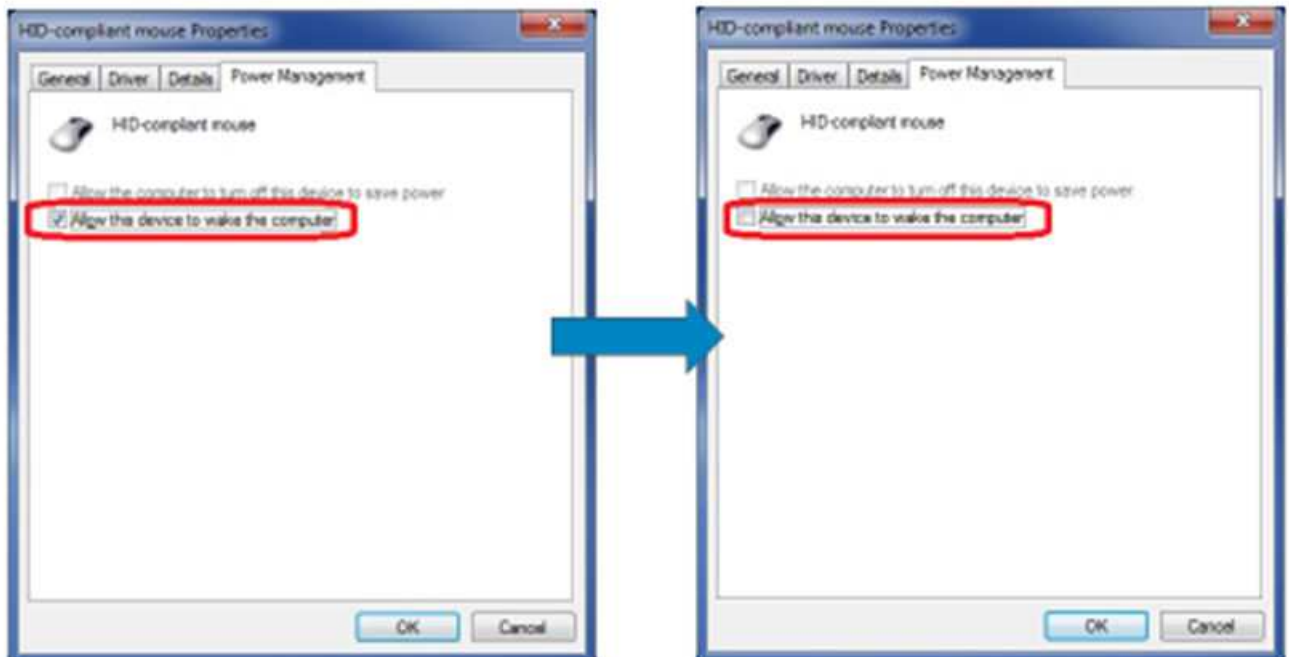 HID-compliant mouse Properties
General Driver Details Power Management
HID-compliant mouse
Allow the computer to turn off this device to save power
Allow this device to wake the computer
OK Cancel
HID-compliant mouse Properties
General Driver Details Power Management
HID-compliant mouse
Allow the computer to turn off this device to save power
Allow this device to wake the computer
OK Cancel